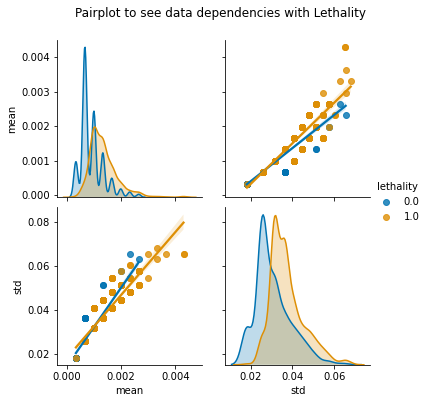 Pairplot to see data dependencies with Lethality
0.004
0.003
0.002
0.001
0.000
mean
lethality
0.0
1.0
0.08
0.06
0.04
0.02
std
0.000 0.002 0.004
mean
0.02 0.04 0.06
std